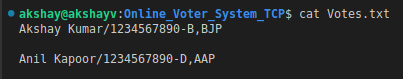 akshay@akshayv:Online_Voter_System_TCP$ cat Votes.txt
Akshay Kumar/1234567890-B,BJP
Anil Kapoor/1234567890-D,AAP